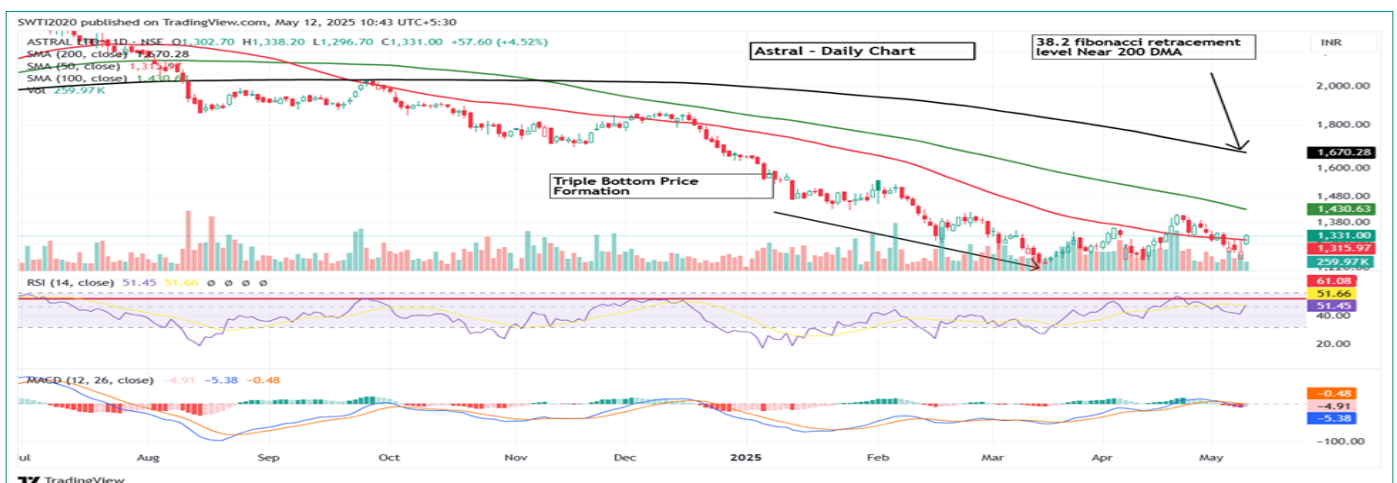 SWTI2020 published on TradingView.com, May 12, 2025 10:43 UTC+5:30
ASTRAL LTD · 1D · NSE O1,302.70 H1,338.20 L1,296.70 C1,331.00 +57.60 (+4.52%)
SMA (200, close) 1,670.28
SMA (50, close)
SMA (100, close)
Vol 259.97K
Astral - Daily Chart
38.2 fibonacci retracement
level Near 200 DMA
INR
2,000.00
1,800.00
1,670.28
1,600.00
1,480.00
1,430.63
1,380.00
1,331.00
1,315.97
259.97K
Triple Bottom Price
Formation
RSI (14, close) 51.45 51.66 ø ø ø ø
61.08
51.66
51.45
40.00
20.00
MACD (12, 26, close) -4.91 -5.38 -0.48
-0.48
-4.91
-5.38
-100.00
Aug Sep Oct Nov Dec 2025 Feb Mar Apr May
TradingView